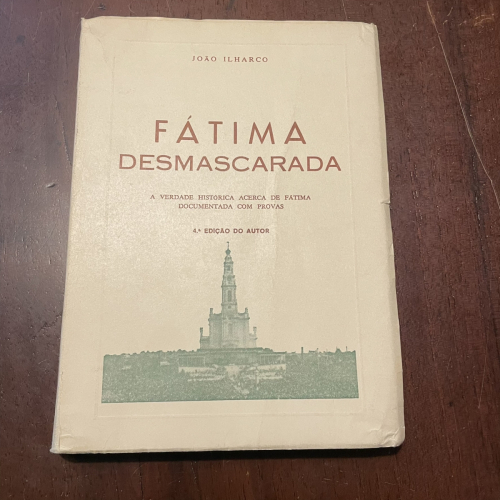 JOÃO ILHARCO
FÁTIMA
DESMASCARADA
A VERDADE HISTÓRICA ACERCA DE FÁTIMA
DOCUMENTADA COM PROVAS
4.ª EDIÇÃO DO AUTOR